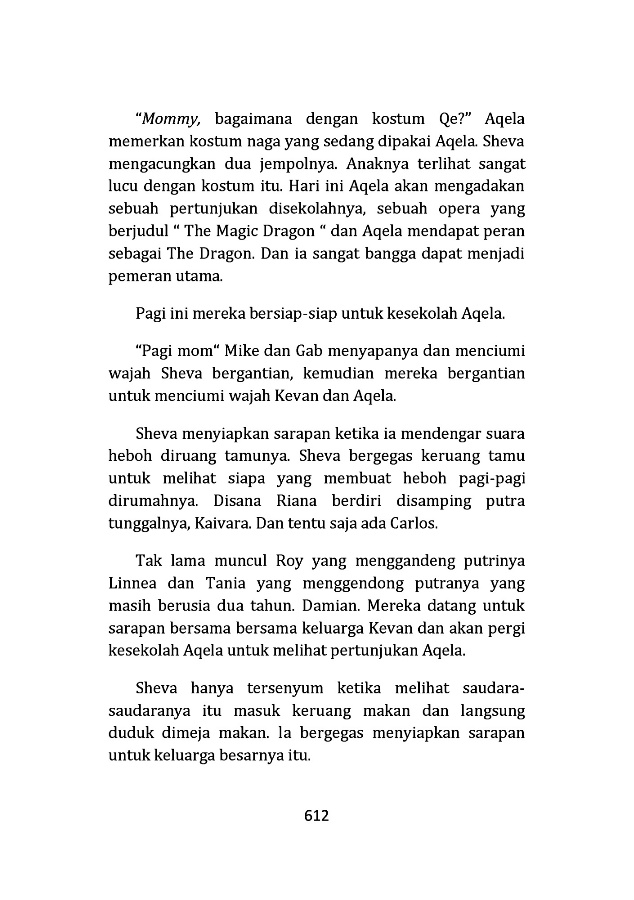 “Mommy, bagaimana dengan kostum Qe?” Aqela
memerkan kostum naga yang sedang dipakai Aqela. Sheva
mengacungkan dua jempolnya. Anaknya terlihat sangat
lucu dengan kostum itu. Hari ini Aqela akan mengadakan
sebuah pertunjukan disekolahnya, sebuah opera yang
berjudul “ The Magic Dragon “ dan Aqela mendapat peran
sebagai The Dragon. Dan ia sangat bangga dapat menjadi
pemeran utama.
Pagi ini mereka bersiap-siap untuk kesekolah Aqela.
“Pagi mom“ Mike dan Gab menyapanya dan menciumi
wajah Sheva bergantian, kemudian mereka bergantian
untuk menciumi wajah Kevan dan Aqela.
Sheva menyiapkan sarapan ketika ia mendengar suara
heboh diruang tamunya. Sheva bergegas keruang tamu
untuk melihat siapa yang membuat heboh pagi-pagi
dirumahnya. Disana Riana berdiri disamping putra
tunggalnya, Kaivara. Dan tentu saja ada Carlos.
Tak lama muncul Roy yang menggandeng putrinya
Linnea dan Tania yang menggendong putranya yang
masih berusia dua tahun. Damian. Mereka datang untuk
sarapan bersama bersama keluarga Kevan dan akan pergi
kesekolah Aqela untuk melihat pertunjukan Aqela.
Sheva hanya tersenyum ketika melihat saudara-
saudaranya itu masuk keruang makan dan langsung
duduk dimeja makan. Ia bergegas menyiapkan sarapan
untuk keluarga besarnya itu.
612